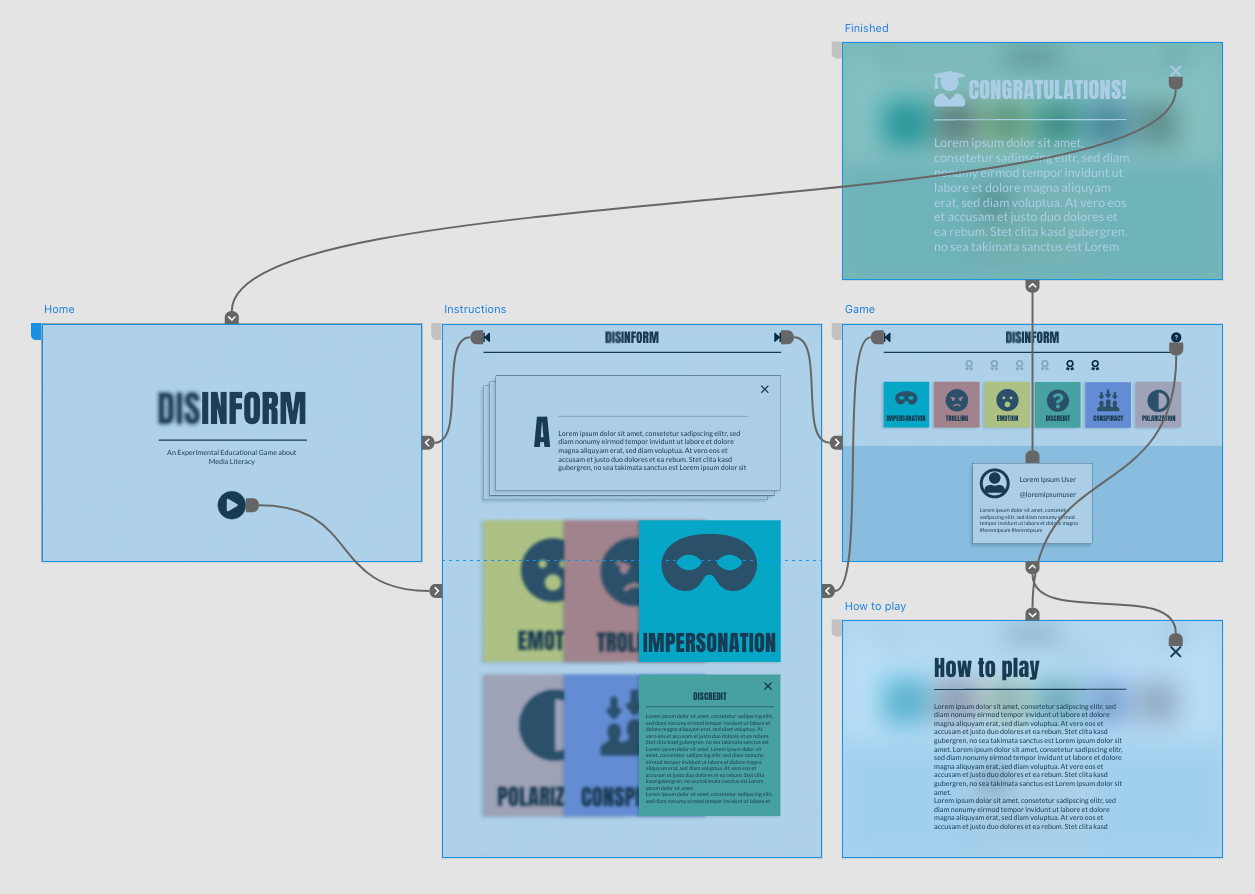 Finished
CONGRATULATIONS!
Lorem ipsum dolor sit amet,
consetetur sadipscing elitr, sed diam
nonumy eirmod tempor invidunt ut
labore et dolore magna aliquyam
erat, sed diam voluptua. At vero eos
et accusam et justo duo dolores et
ea rebum. Stet clita kasd gubergren,
no sea takimata sanctus est Lorem
Home
DISINFORM
An Experimental Educational Game about
Media Literacy
Instructions
DISINFORM
A
Lorem ipsum dolor sit amet, consetetur sadipscing elitr, sed
diam nonumy eirmod tempor invidunt ut labore et dolore
magna aliquyam erat, sed diam voluptua. At vero eos et
accusam et justo duo dolores et ea rebum. Stet clita kasd
gubergren, no sea takimata sanctus est Lorem ipsum dolor sit
EMOT
TROLL
IMPERSONATION
POLARIZ
CONSPI
DISCREDIT
Lorem ipsum dolor sit amet, consetetur sadipscing elitr,
sed diam nonumy eirmod tempor invidunt ut labore et
dolore magna aliquyam erat, sed diam voluptua. At
vero eos et accusam et justo duo dolores et ea rebum.
Stet clita kasd gubergren, no sea takimata sanctus est
Lorem ipsum dolor sit amet. Lorem ipsum dolor sit
amet, consetetur sadipscing elitr, sed diam nonumy
eirmod tempor invidunt ut labore et dolore magna
aliquyam erat, sed diam voluptua. At vero eos et
accusam et justo duo dolores et ea rebum. Stet clita
kasd gubergren, no sea takimata sanctus est Lorem
ipsum dolor sit amet.
Lorem ipsum dolor sit amet, consetetur sadipscing elitr,
sed diam nonumy eirmod tempor invidunt ut labore et
Game
DISINFORM
?
IMPERSONATION
TROLLING
EMOTION
DISCREDIT
CONSPIRACY
POLARIZATION
Lorem Ipsum User
@loremipsumuser
Lorem ipsum dolor sit amet, consetetur
sadipscing elitr, sed diam nonumy eirmod
tempor invidunt ut labore et dolore magna
#loremipsum #loremipsum
How to play
How to play
Lorem ipsum dolor sit amet, consetetur sadipscing elitr, sed
diam nonumy eirmod tempor invidunt ut labore et dolore
magna aliquyam erat, sed diam voluptua. At vero eos et
accusam et justo duo dolores et ea rebum. Stet clita kasd
gubergren, no sea takimata sanctus est Lorem ipsum dolor sit
amet. Lorem ipsum dolor sit amet, consetetur sadipscing elitr,
sed diam nonumy eirmod tempor invidunt ut labore et dolore
magna aliquyam erat, sed diam voluptua. At vero eos et
accusam et justo duo dolores et ea rebum. Stet clita kasd
gubergren, no sea takimata sanctus est Lorem ipsum dolor sit
amet.
Lorem ipsum dolor sit amet, consetetur sadipscing elitr, sed
diam nonumy eirmod tempor invidunt ut labore et dolore
magna aliquyam erat, sed diam voluptua. At vero eos et
accusam et justo duo dolores et ea rebum. Stet clita kasd